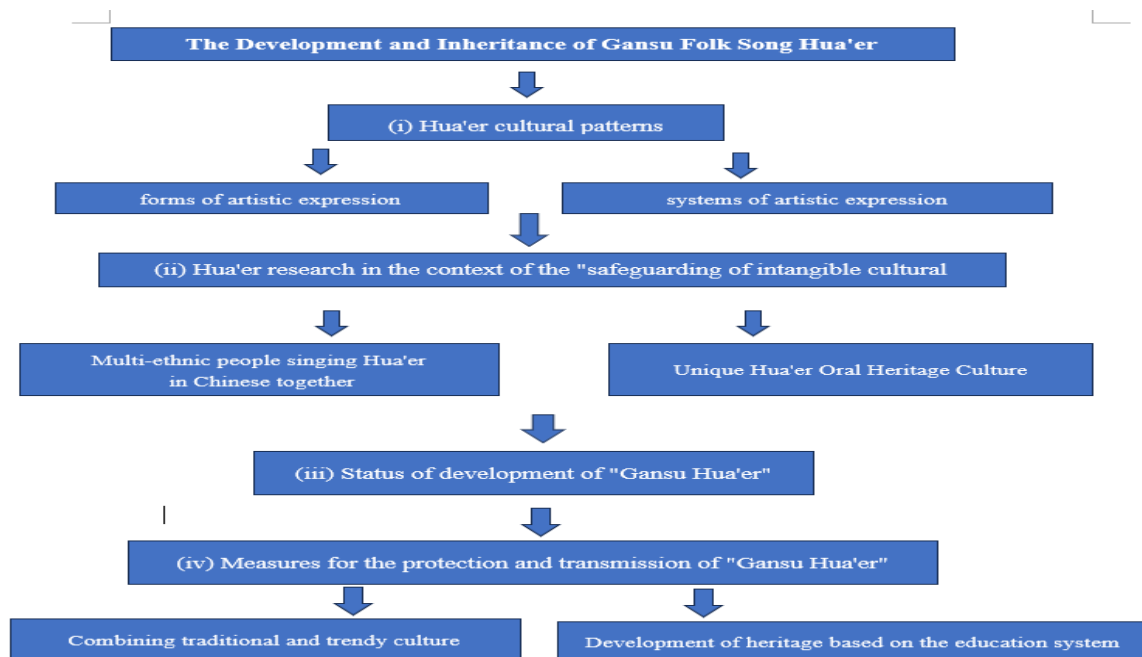 The Development and Inheritance of Gansu Folk Song Hua'er
(i) Hua'er cultural patterns
forms of artistic expression
systems of artistic expression
(ii) Hua'er research in the context of the "safeguarding of intangible cultural
Multi-ethnic people singing Hua'er
in Chinese together
Unique Hua'er Oral Heritage Culture
(iii) Status of development of "Gansu Hua'er"
(iv) Measures for the protection and transmission of "Gansu Hua'er"
Combining traditional and trendy culture
Development of heritage based on the education system